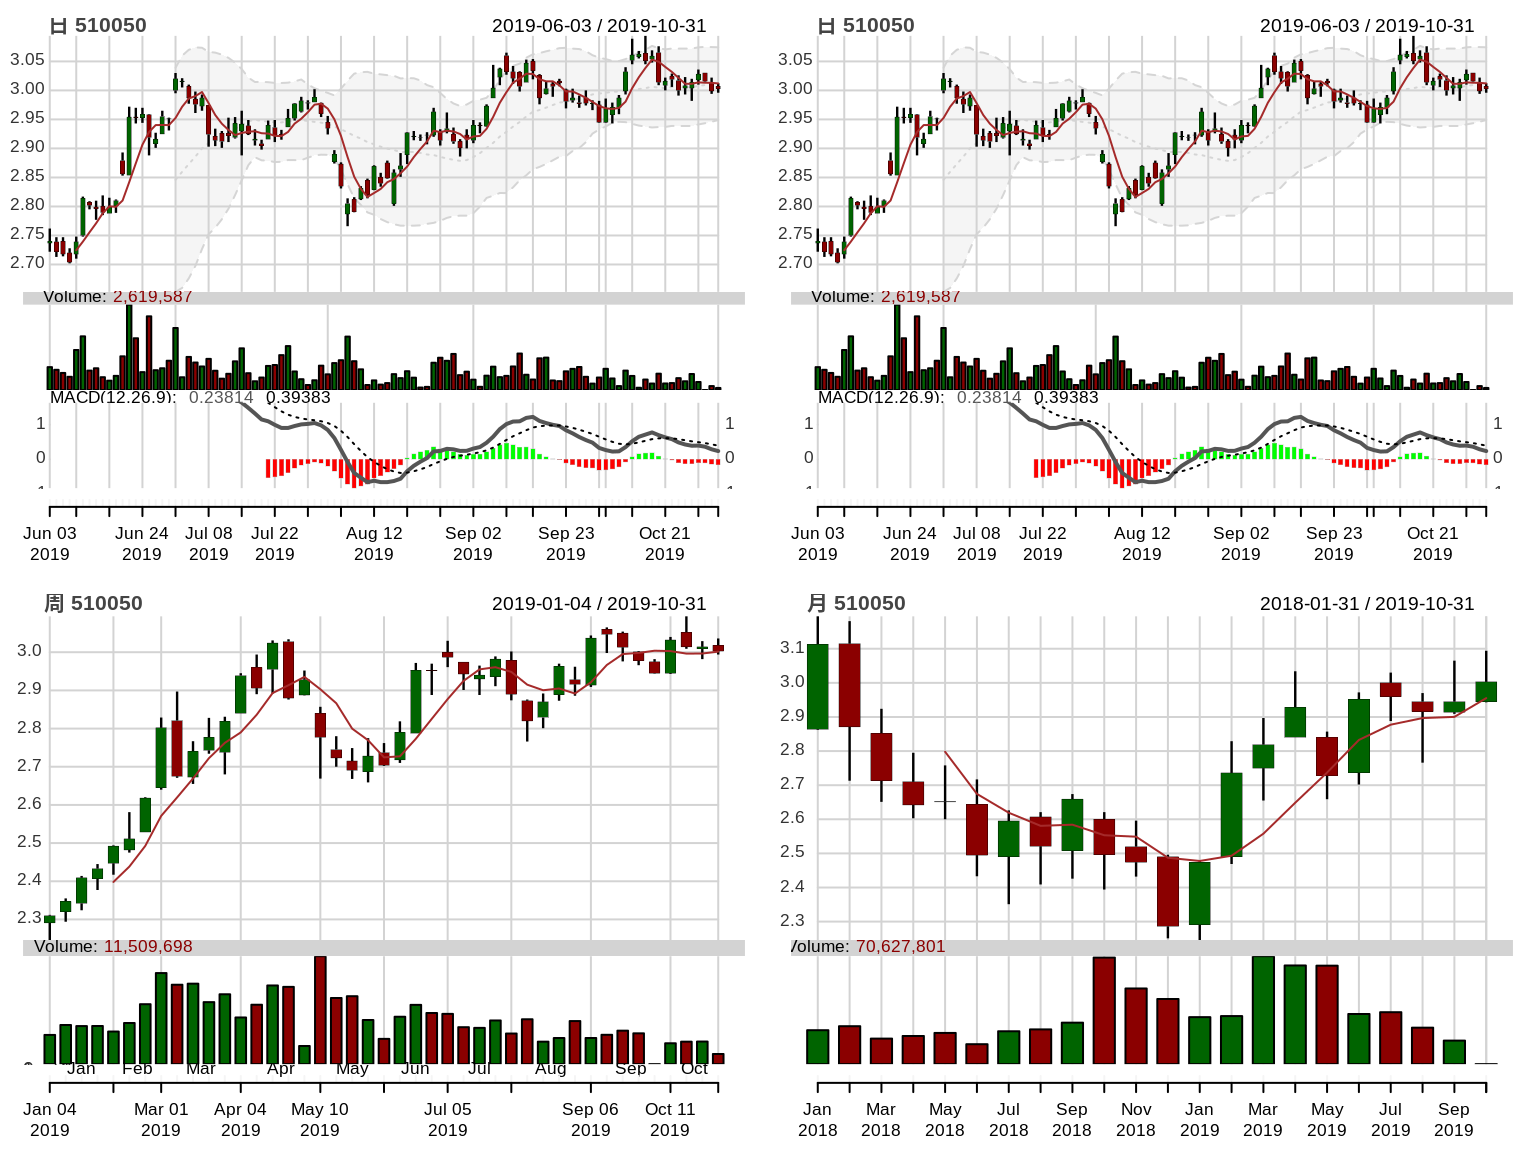 日 510050
2019-06-03 / 2019-10-31
3.05
3.00
2.95
2.90
2.85
2.80
2.75
2.70
Volume: 2,619,587
MACD(12,26,9): 0.23814 0.39383
1 1
0 0
Jun 03 2019 Jun 24 2019 Jul 08 2019 Jul 22 2019 Aug 12 2019 Sep 02 2019 Sep 23 2019 Oct 21 2019
日 510050
2019-06-03 / 2019-10-31
3.05
3.00
2.95
2.90
2.85
2.80
2.75
2.70
Volume: 2,619,587
MACD(12,26,9): 0.23814 0.39383
1 1
0 0
Jun 03 2019 Jun 24 2019 Jul 08 2019 Jul 22 2019 Aug 12 2019 Sep 02 2019 Sep 23 2019 Oct 21 2019
周 510050
2019-01-04 / 2019-10-31
3.0
2.9
2.8
2.7
2.6
2.5
2.4
2.3
Volume: 11,509,698
Jan Feb Mar Apr May Jun Jul Aug Sep Oct
Jan 04 2019 Mar 01 2019 Apr 04 2019 May 10 2019 Jul 05 2019 Sep 06 2019 Oct 11 2019
月 510050
2018-01-31 / 2019-10-31
3.1
3.0
2.9
2.8
2.7
2.6
2.5
2.4
2.3
Volume: 70,627,801
Jan 2018 Mar 2018 May 2018 Jul 2018 Sep 2018 Nov 2018 Jan 2019 Mar 2019 May 2019 Jul 2019 Sep 2019